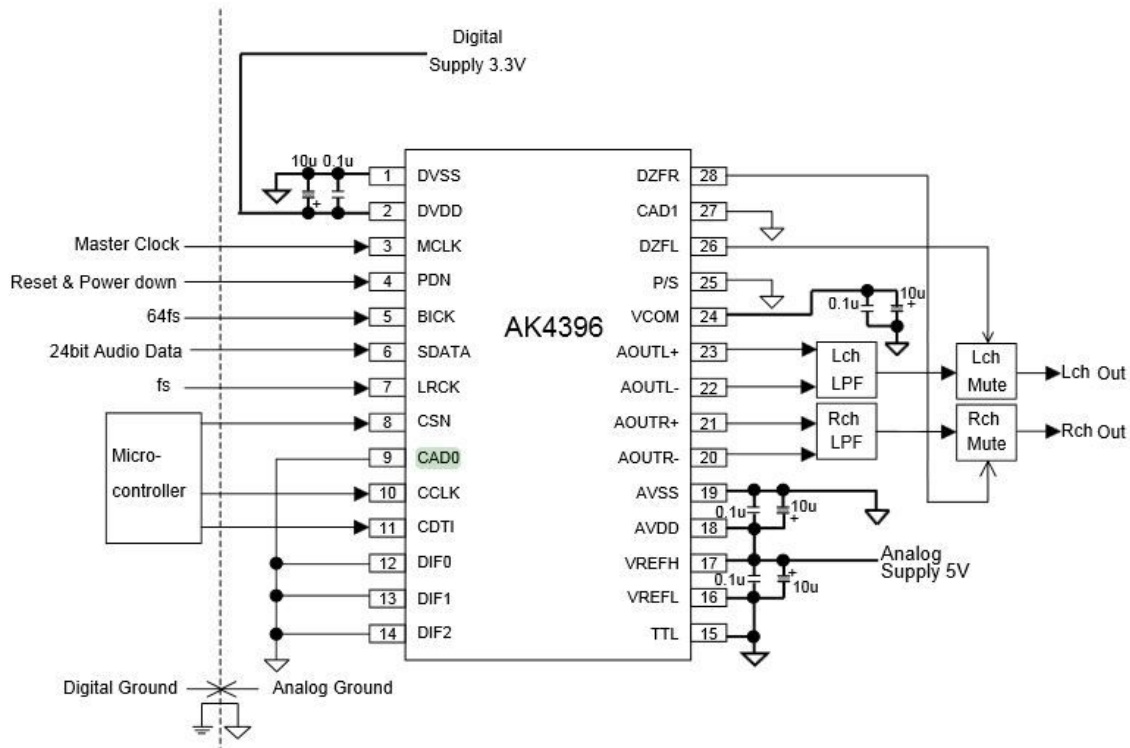 Digital
Supply 3.3V
10u 0.1u
+
1 DVSS
2 DVDD
Master Clock
3 MCLK
Reset & Power down
4 PDN
64fs
5 BICK
24bit Audio Data
6 SDATA
fs
7 LRCK
8 CSN
Micro-
controller
9 CAD0
10 CCLK
11 CDTI
12 DIF0
13 DIF1
14 DIF2
AK4396
DZFR 28
CAD1 27
DZFL 26
P/S 25
VCOM 24
0.1u
10u
+
AOUTL+ 23
AOUTL- 22
AOUTR+ 21
AOUTR- 20
Lch
LPF
Lch
Mute
Lch Out
Rch
LPF
Rch
Mute
Rch Out
AVSS 19
0.1u
10u
+
AVDD 18
VREFH 17
Analog
Supply 5V
0.1u
+
10u
VREFL 16
TTL 15
Digital Ground
Analog Ground